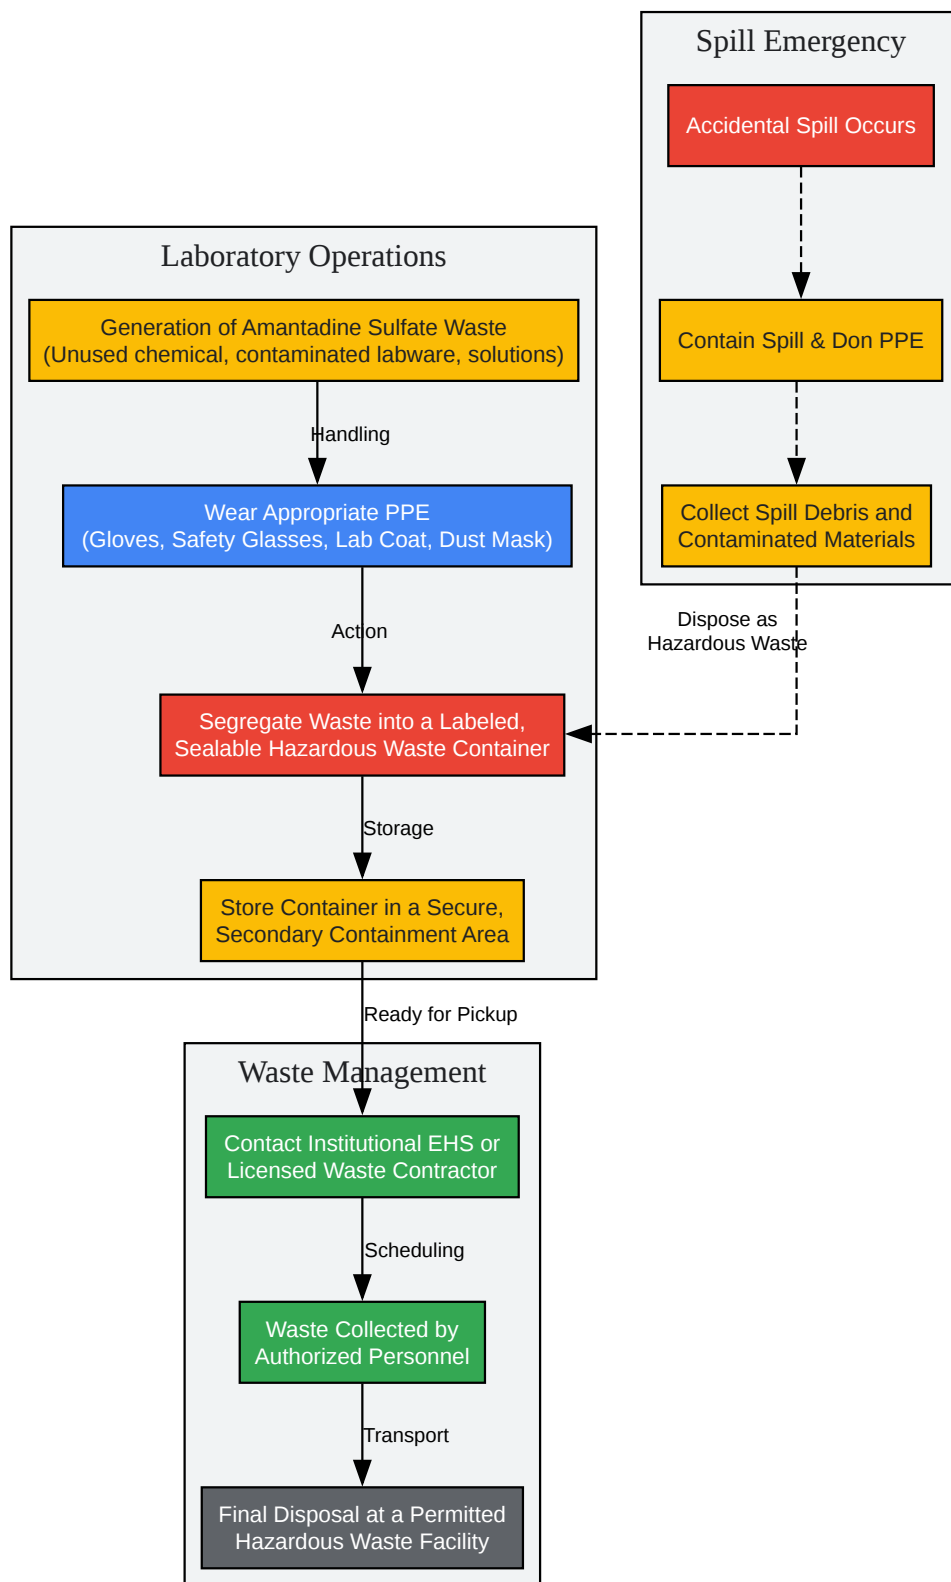 Spill Emergency
Accidental Spill Occurs
Contain Spill & Don PPE
Collect Spill Debris and
Contaminated Materials
Dispose as
Hazardous Waste
Laboratory Operations
Generation of Amantadine Sulfate Waste
(Unused chemical, contaminated labware, solutions)
Handling
Wear Appropriate PPE
(Gloves, Safety Glasses, Lab Coat, Dust Mask)
Action
Segregate Waste into a Labeled,
Sealable Hazardous Waste Container
Storage
Store Container in a Secure,
Secondary Containment Area
Ready for Pickup
Waste Management
Contact Institutional EHS or
Licensed Waste Contractor
Scheduling
Waste Collected by
Authorized Personnel
Transport
Final Disposal at a Permitted
Hazardous Waste Facility